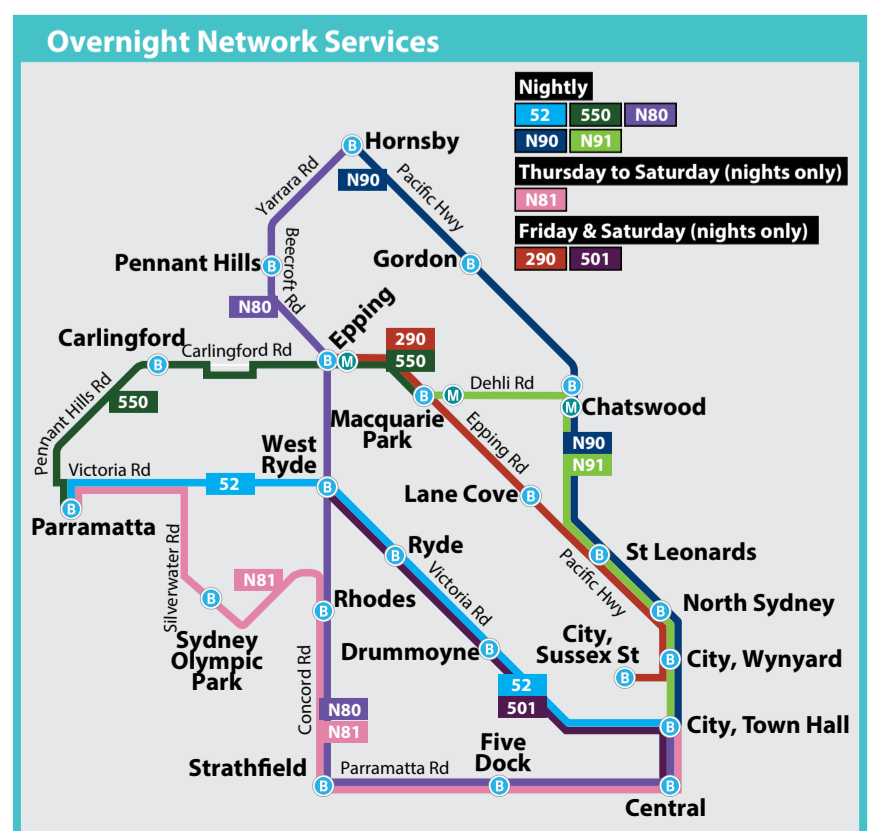 Overnight Network Services
Nightly
52 550 N80
N90 N91
Thursday to Saturday (nights only)
N81
Friday & Saturday (nights only)
290 501
B Hornsby
Yarrara Rd
N90
Pacific Hwy
Pennant Hills B
Beecroft Rd
Gordon B
N80
Epping
B M
290
550
Carlingford B
Carlingford Rd
Pennant Hills Rd
550
B M
Dehli Rd
B
M Chatswood
Macquarie
Park
Epping Rd
N90
N91
West
Ryde
B
Victoria Rd
52
Lane Cove B
B
Parramatta
Silverwater Rd
B Ryde
Victoria Rd
B St Leonards
Pacific Hwy
N81
B
Sydney
Olympic
Park
B Rhodes
B North Sydney
Concord Rd
Drummoyne B
City,
Sussex St
B
B City, Wynyard
52
501
N80
N81
B City, Town Hall
Strathfield
B
Parramatta Rd
Five
Dock
B
B
Central